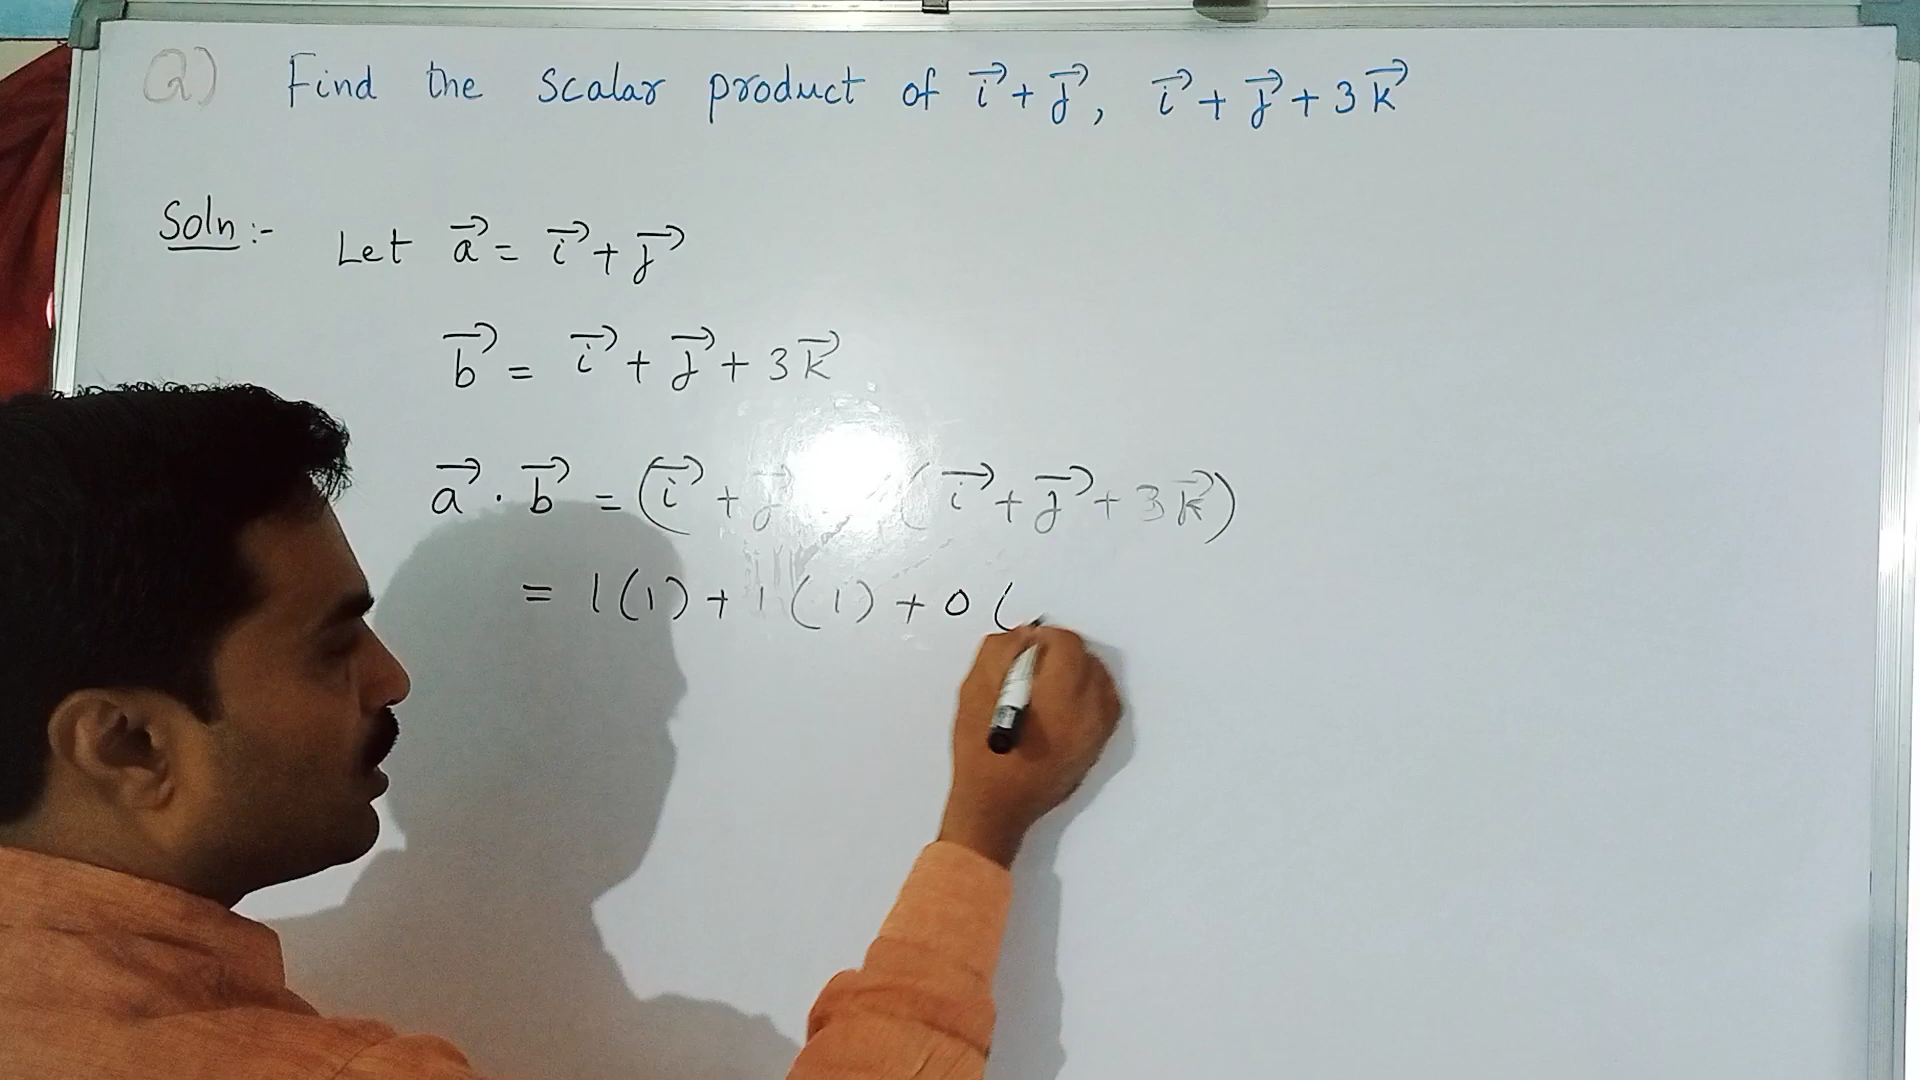 Q) Find the scalar product of i⃗ + j⃗, i⃗ + j⃗ + 3k⃗
Soln:- Let a⃗ = i⃗ + j⃗
b⃗ = i⃗ + j⃗ + 3k⃗
a⃗ · b⃗ = (i⃗ + j⃗ (i⃗ + j⃗ + 3k⃗)
= 1(1) + 1(1) + 0(